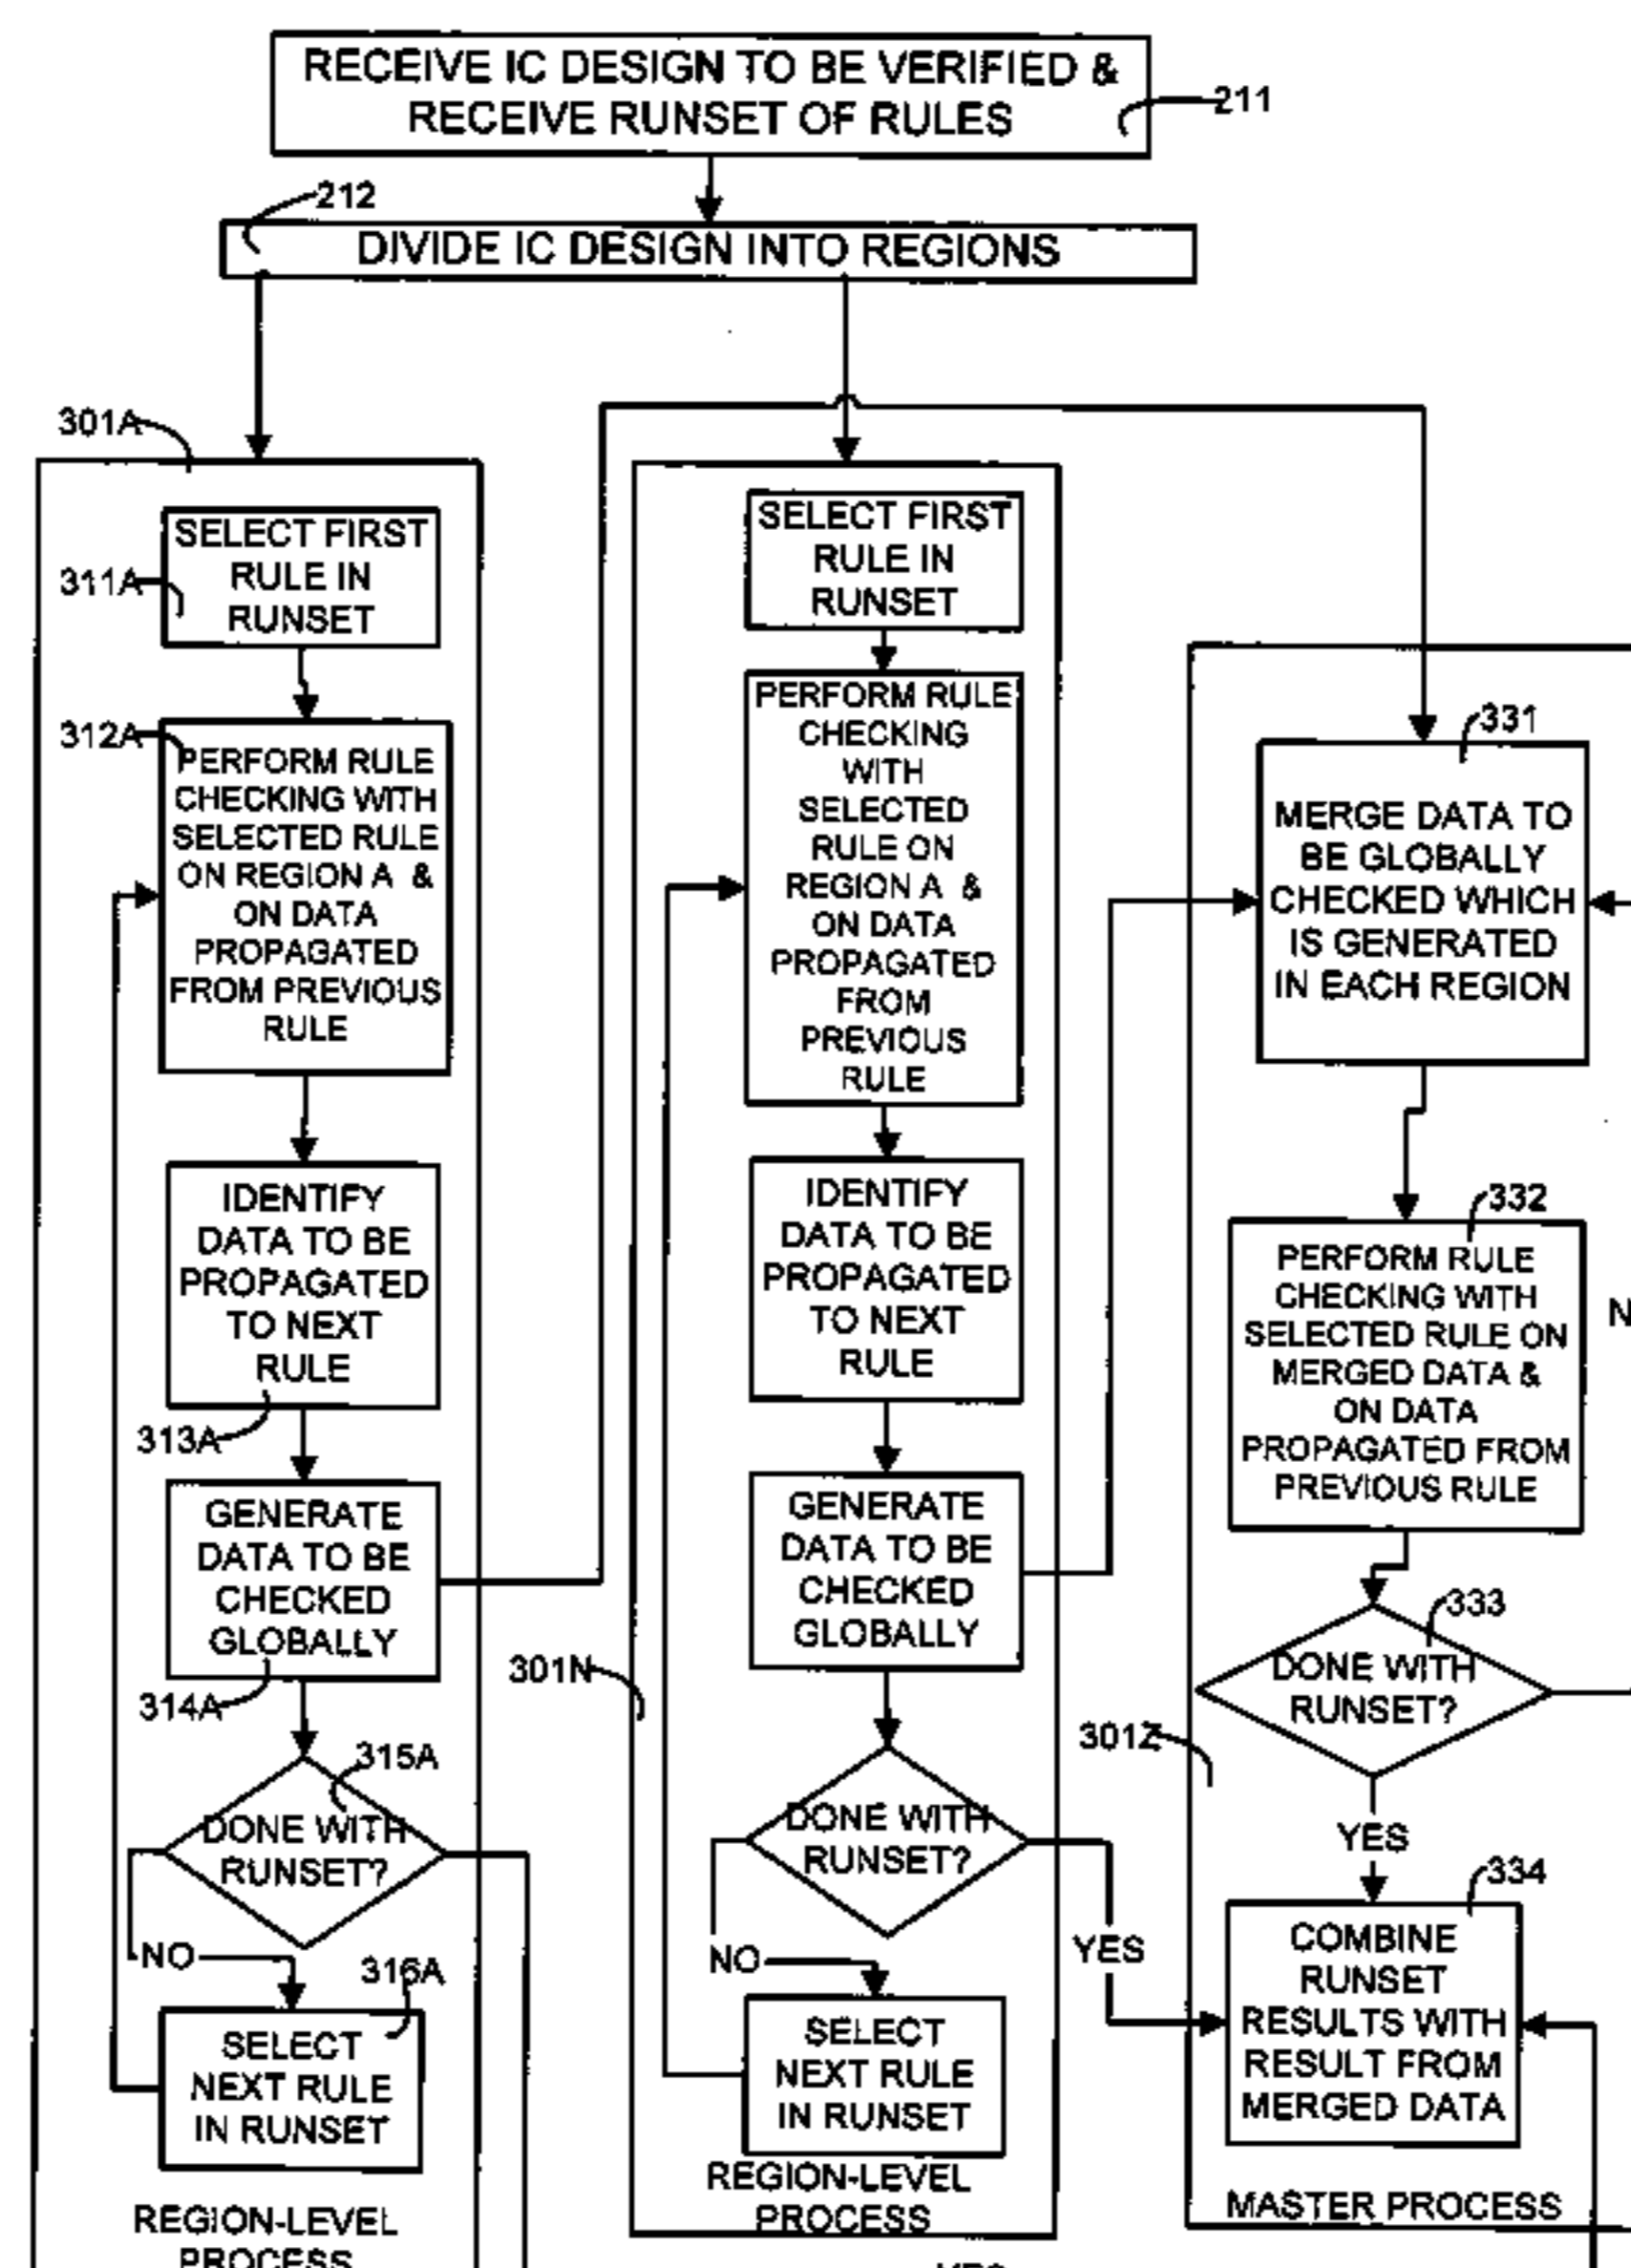 RECEIVE IC DESIGN TO BE VERIFIED &
RECEIVE RUNSET OF RULES
211
212
DIVIDE IC DESIGN INTO REGIONS
301A
SELECT FIRST
RULE IN
RUNSET
311A
312A
PERFORM RULE
CHECKING WITH
SELECTED RULE
ON REGION A &
ON DATA
PROPAGATED
FROM PREVIOUS
RULE
IDENTIFY
DATA TO BE
PROPAGATED
TO NEXT
RULE
313A
GENERATE
DATA TO BE
CHECKED
GLOBALLY
314A
315A
DONE WITH
RUNSET?
NO
316A
SELECT
NEXT RULE
IN RUNSET
REGION-LEVEL
PROCESS
SELECT FIRST
RULE IN
RUNSET
PERFORM RULE
CHECKING
WITH
SELECTED
RULE ON
REGION A &
ON DATA
PROPAGATED
FROM
PREVIOUS
RULE
IDENTIFY
DATA TO BE
PROPAGATED
TO NEXT
RULE
GENERATE
DATA TO BE
CHECKED
GLOBALLY
301N
DONE WITH
RUNSET?
NO
YES
SELECT
NEXT RULE
IN RUNSET
REGION-LEVEL
PROCESS
YES
331
MERGE DATA TO
BE GLOBALLY
CHECKED WHICH
IS GENERATED
IN EACH REGION
332
PERFORM RULE
CHECKING WITH
SELECTED RULE ON
MERGED DATA &
ON DATA
PROPAGATED FROM
PREVIOUS RULE
N
333
DONE WITH
RUNSET?
301Z
YES
334
COMBINE
RUNSET
RESULTS WITH
RESULT FROM
MERGED DATA
MASTER PROCESS